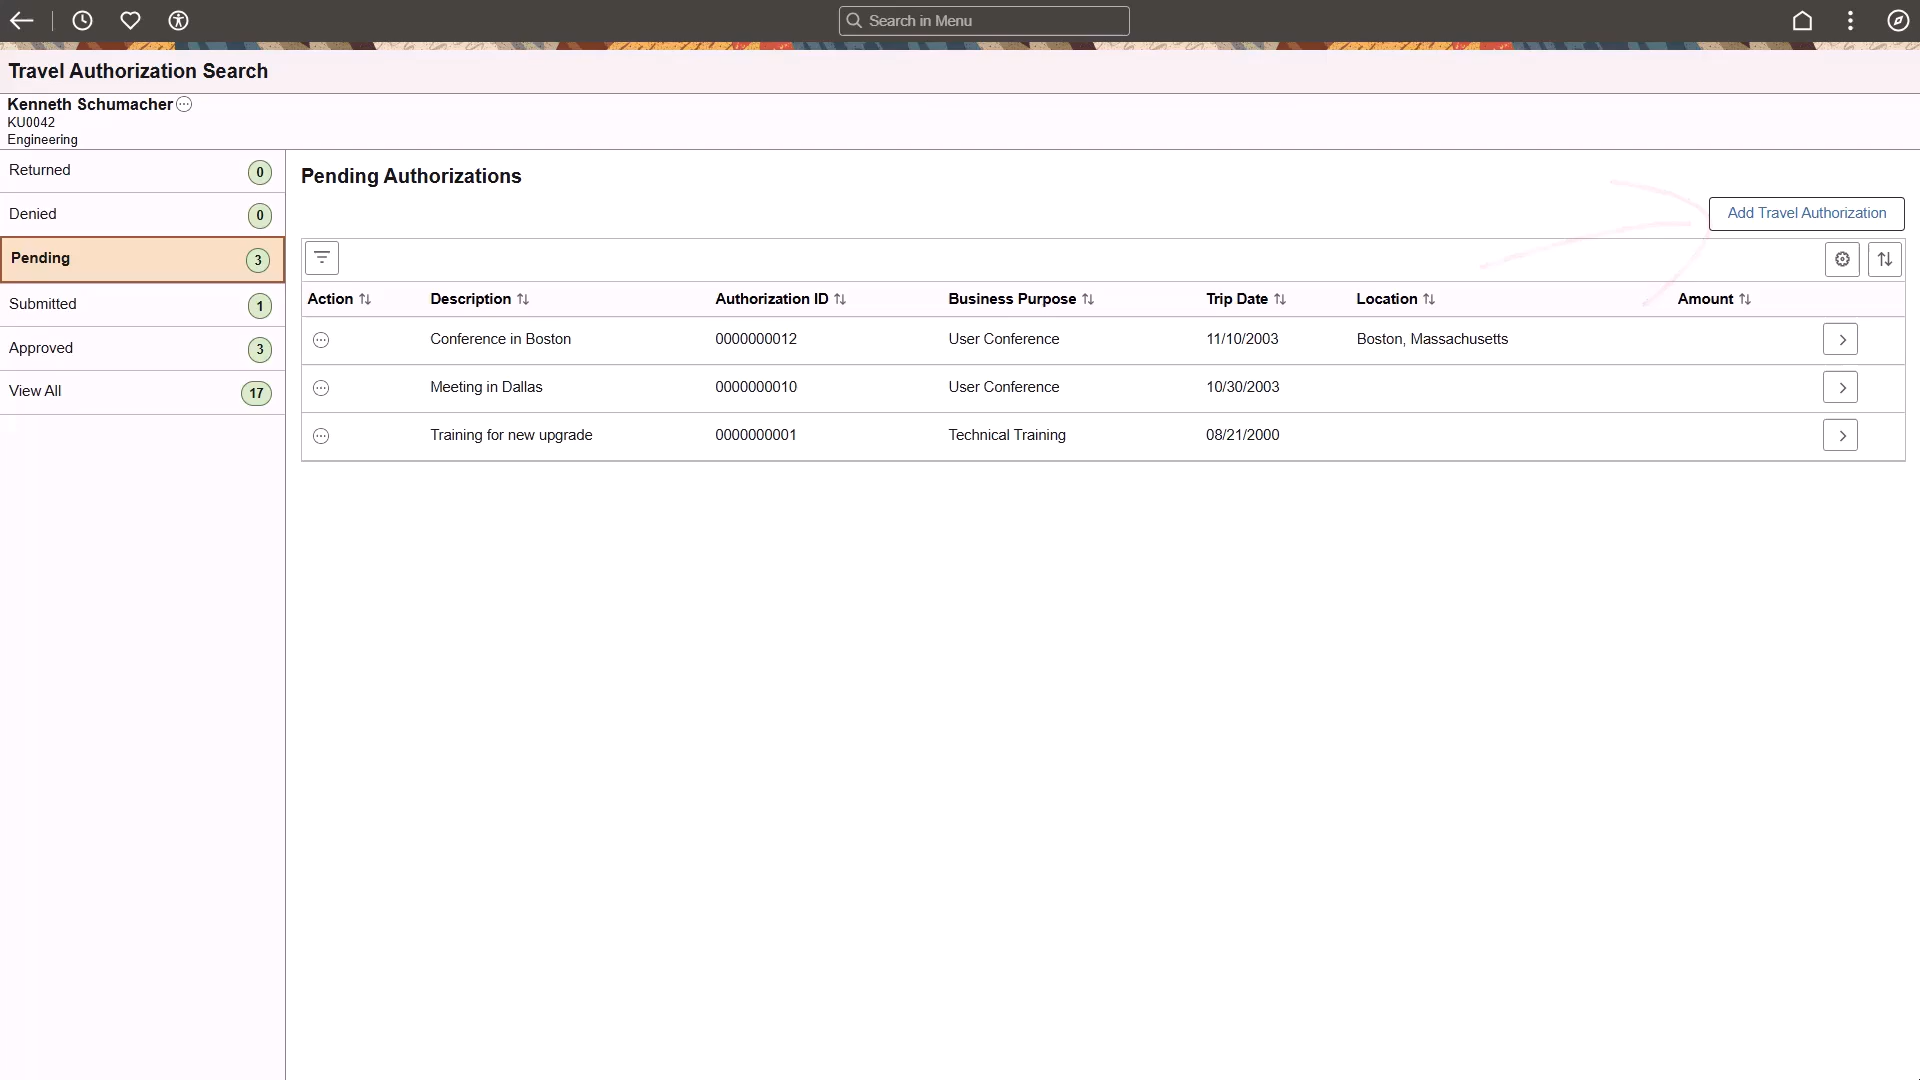 Search in Menu
Travel Authorization Search
Kenneth Schumacher
KU0042
Engineering
Returned 0
Denied 0
Pending 3
Submitted 1
Approved 3
View All 17
Pending Authorizations
Add Travel Authorization
Action Description Authorization ID Business Purpose Trip Date Location Amount
Conference in Boston 0000000012 User Conference 11/10/2003 Boston, Massachusetts
Meeting in Dallas 0000000010 User Conference 10/30/2003
Training for new upgrade 0000000001 Technical Training 08/21/2000